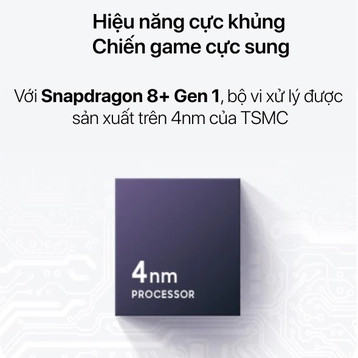 Hiệu năng cực khủng
Chiến game cực sung
Với Snapdragon 8+ Gen 1, bộ vi xử lý được
sản xuất trên 4nm của TSMC
4nm
PROCESSOR